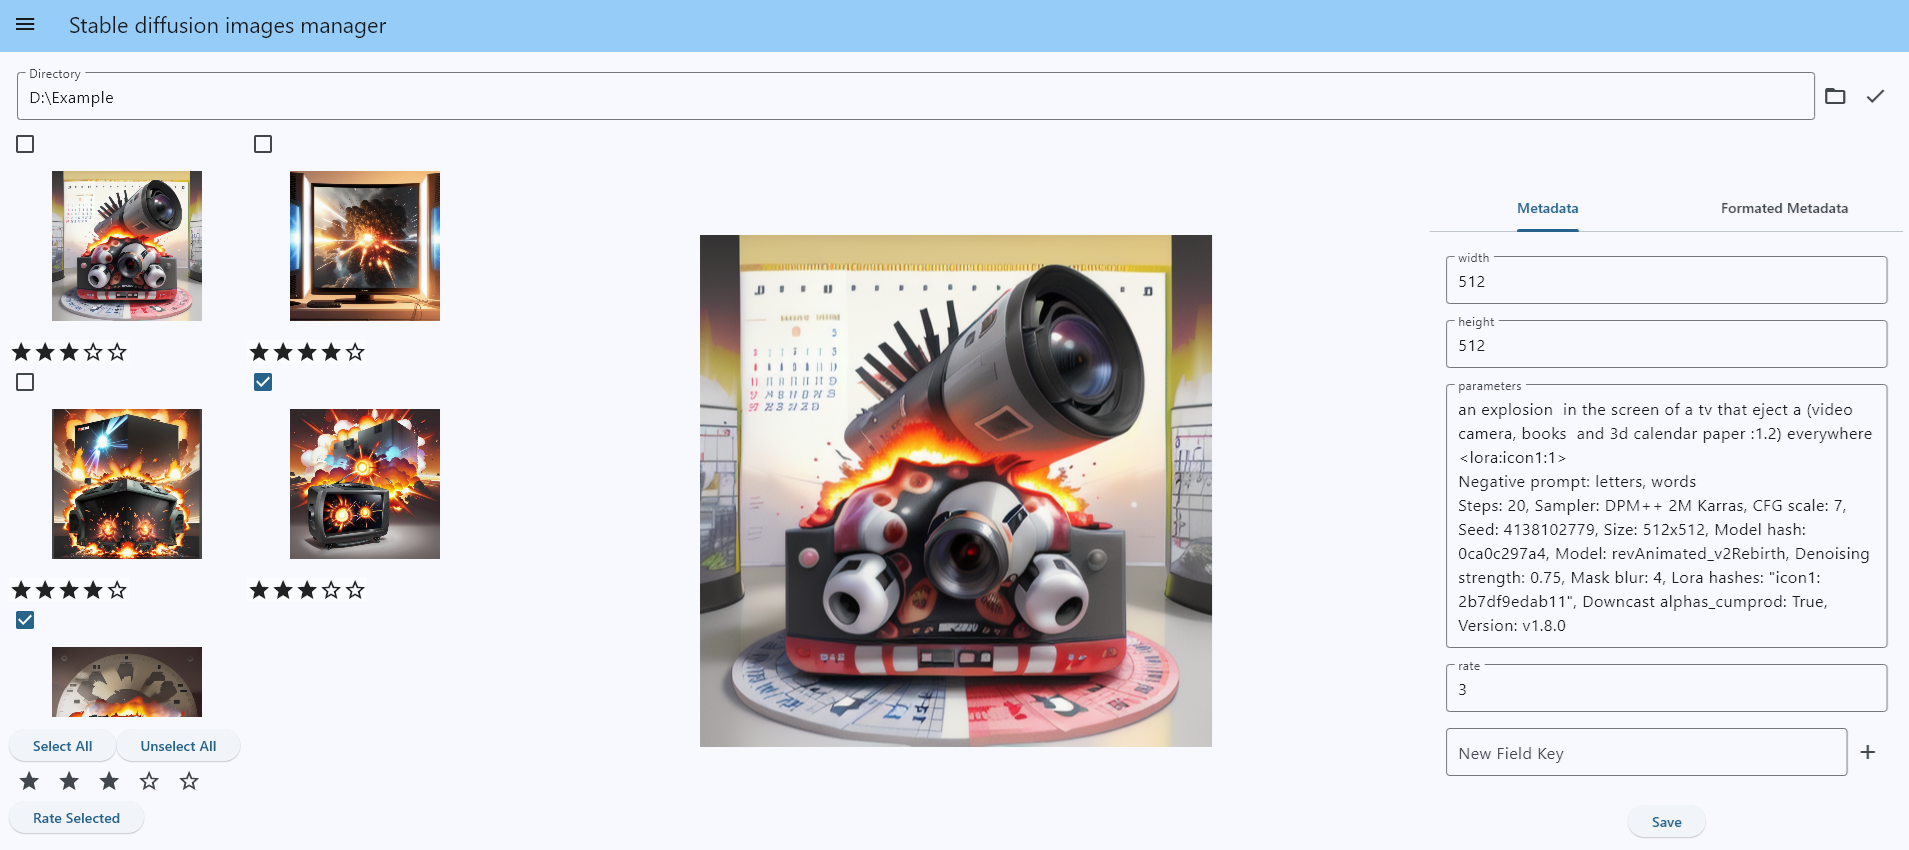 Stable diffusion images manager
Directory
D:\Example
Metadata
Formated Metadata
width
512
height
512
parameters
an explosion  in the screen of a tv that eject a (video
camera, books  and 3d calendar paper :1.2) everywhere
<lora:icon1:1>
Negative prompt: letters, words
Steps: 20, Sampler: DPM++ 2M Karras, CFG scale: 7,
Seed: 4138102779, Size: 512x512, Model hash:
0ca0c297a4, Model: revAnimated_v2Rebirth, Denoising
strength: 0.75, Mask blur: 4, Lora hashes: "icon1:
2b7df9edab11", Downcast alphas_cumprod: True,
Version: v1.8.0
rate
3
New Field Key
Save
Select All
Unselect All
Rate Selected